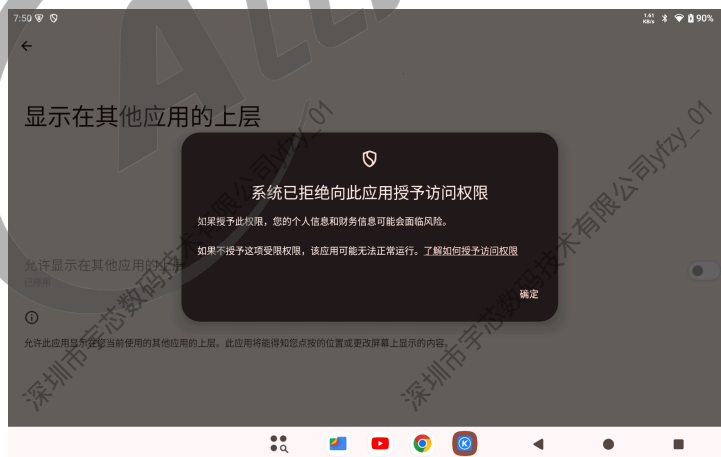 7:50
1.61
KB/s
90%
显示在其他应用的上层
系统已拒绝向此应用授予访问权限
如果授予此权限，您的个人信息和财务信息可能会面临风险。
如果不授予这项受限权限，该应用可能无法正常运行。了解如何授予访问权限
确定
允许显示在其他应用的上层
已停用
允许此应用显示在您当前使用的其他应用的上层。此应用将能得知您点按的位置或更改屏幕上显示的内容。
深圳市宇芯数码技术有限公司yfzy_01
深圳市宇芯数码技术有限公司yfzy_01